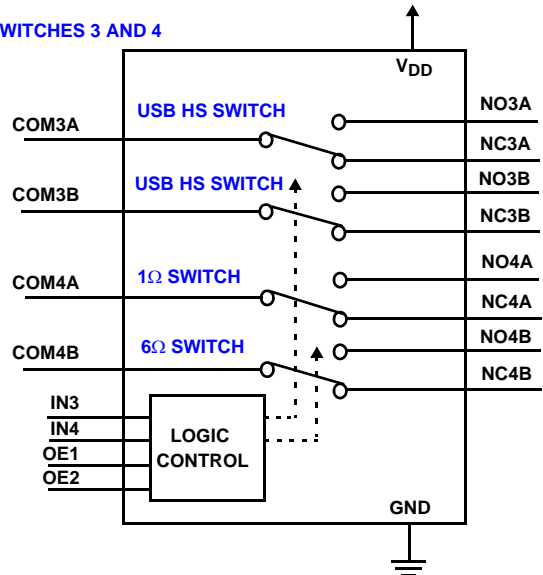 WITCHES 3 AND 4
VDD
COM3A
USB HS SWITCH
NO3A
NC3A
COM3B
USB HS SWITCH
NO3B
NC3B
COM4A
1Ω SWITCH
NO4A
NC4A
COM4B
6Ω SWITCH
NO4B
NC4B
IN3
IN4
OE1
OE2
LOGIC
CONTROL
GND